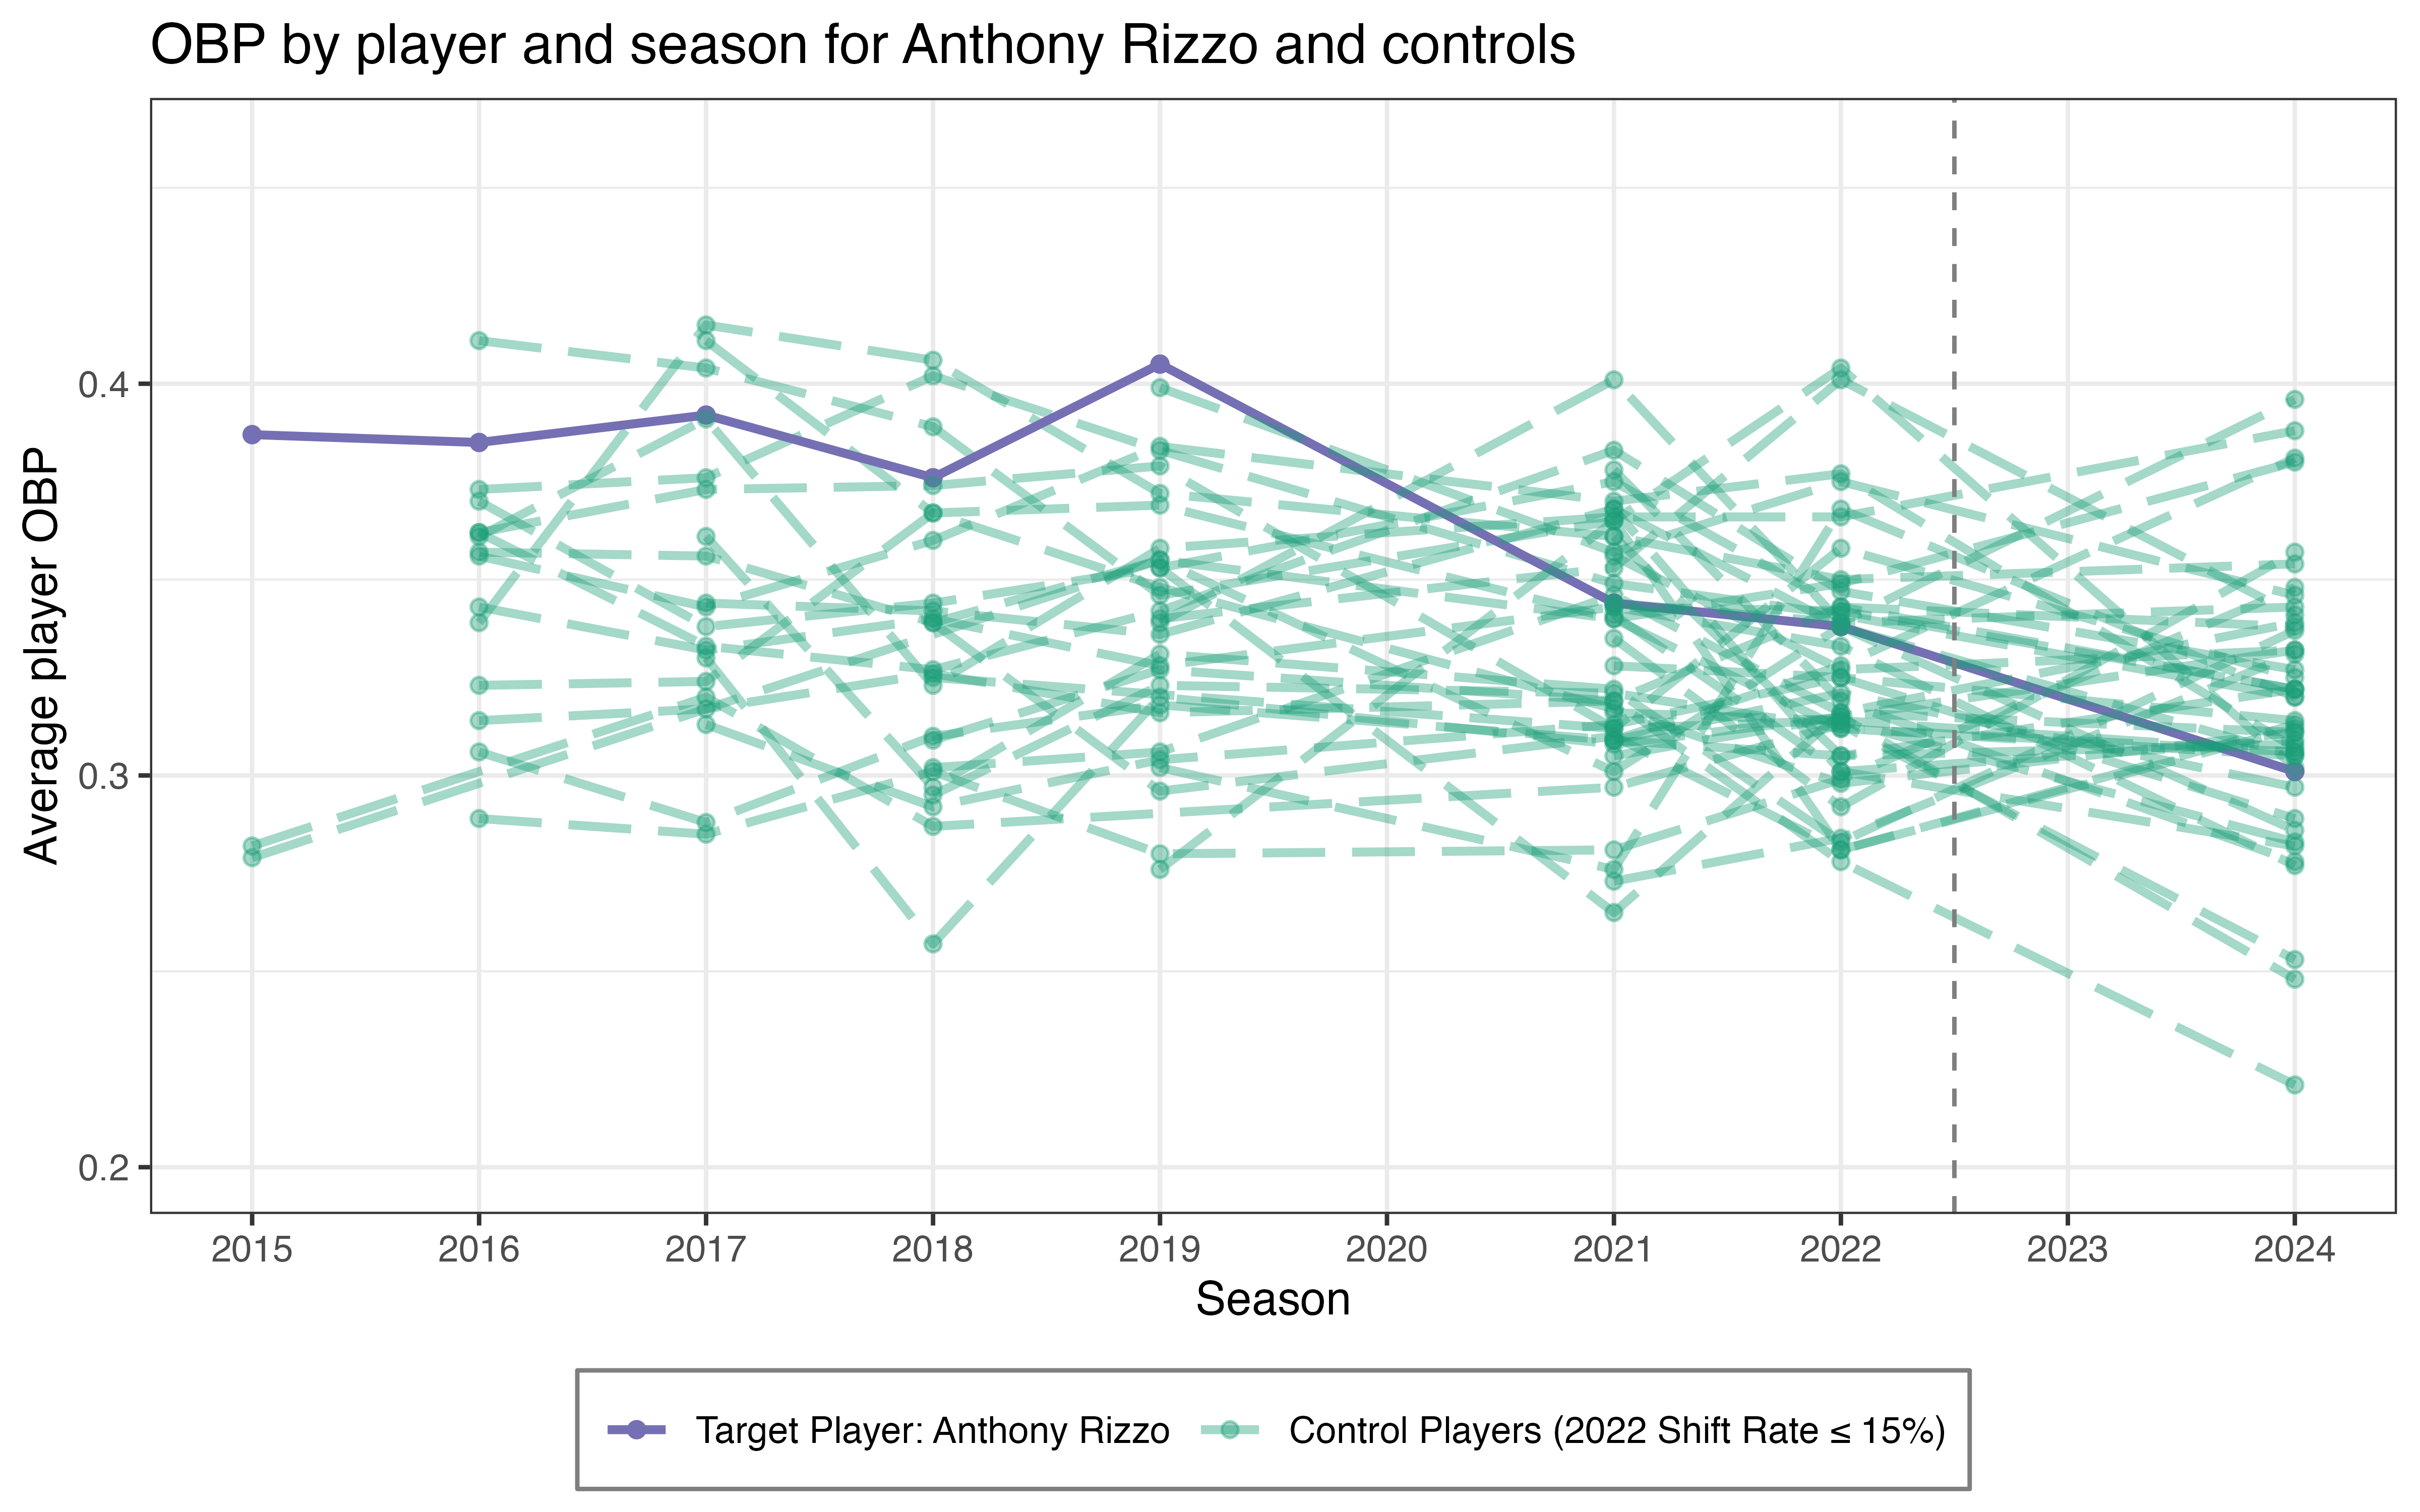 OBP by player and season for Anthony Rizzo and controls
Average player OBP
0.4
0.3
0.2
2015 2016 2017 2018 2019 2020 2021 2022 2023 2024
Season
Target Player: Anthony Rizzo Control Players (2022 Shift Rate ≤ 15%)